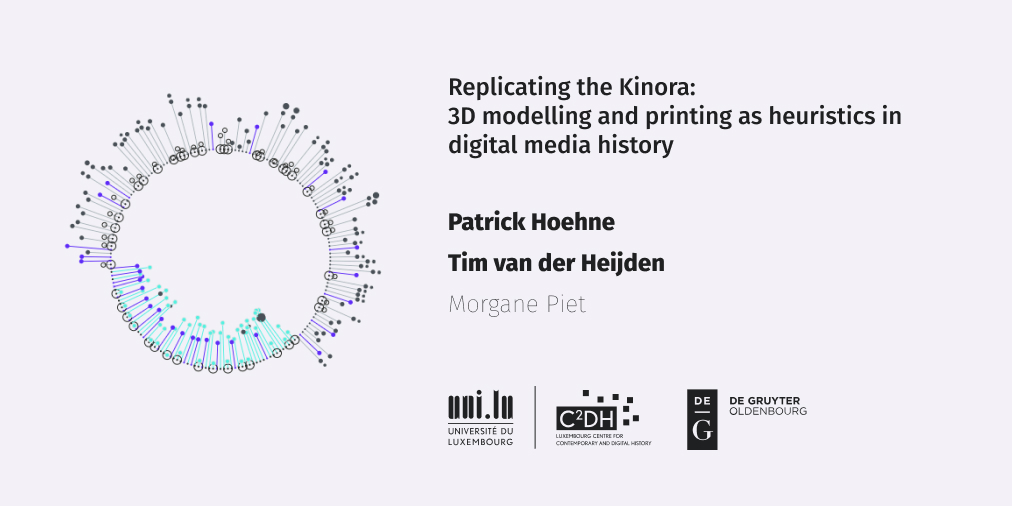 Replicating the Kinora:
3D modelling and printing as heuristics in
digital media history
Patrick Hoehne
Tim van der Heijden
Morgane Piet
uni.lu
UNIVERSITÉ DU
LUXEMBOURG
C²DH
LUXEMBOURG CENTRE FOR
CONTEMPORARY AND DIGITAL HISTORY
DE
G
DE GRUYTER
OLDENBOURG